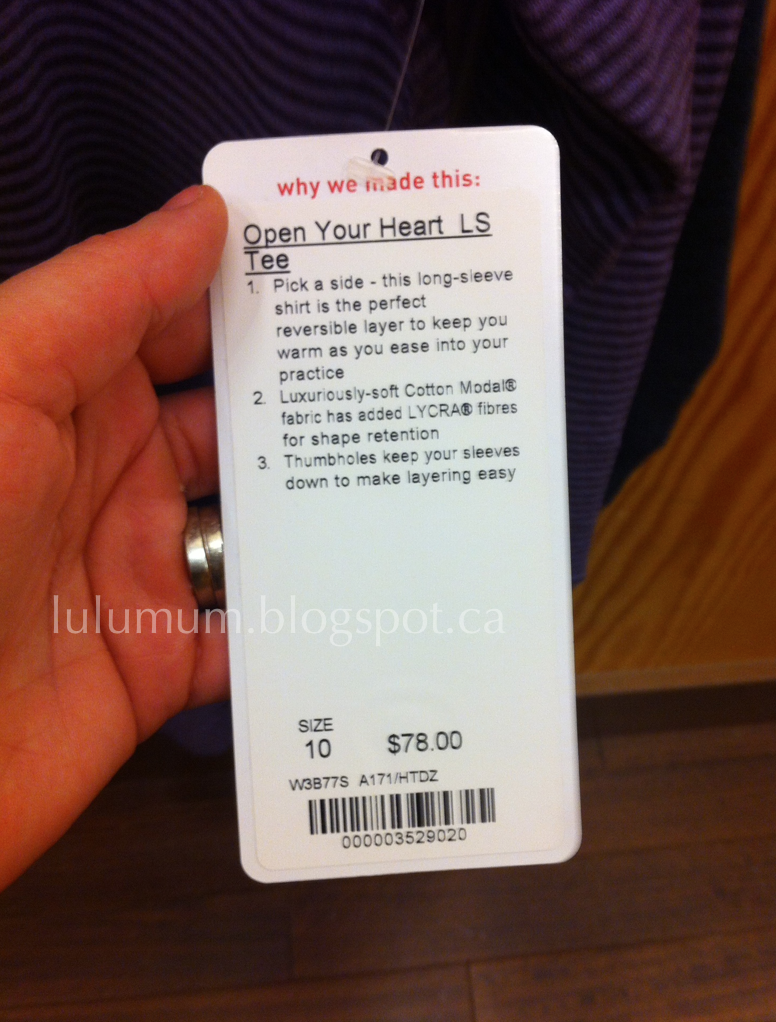 why we made this:
Open Your Heart LS
Tee
1. Pick a side - this long-sleeve
shirt is the perfect
reversible layer to keep you
warm as you ease into your
practice
2. Luxuriously-soft Cotton Modal®
fabric has added LYCRA® fibres
for shape retention
3. Thumbholes keep your sleeves
down to make layering easy
lulumum.blogspot.ca
SIZE
10 $78.00
W3B77S A171/HTDZ
000003529020